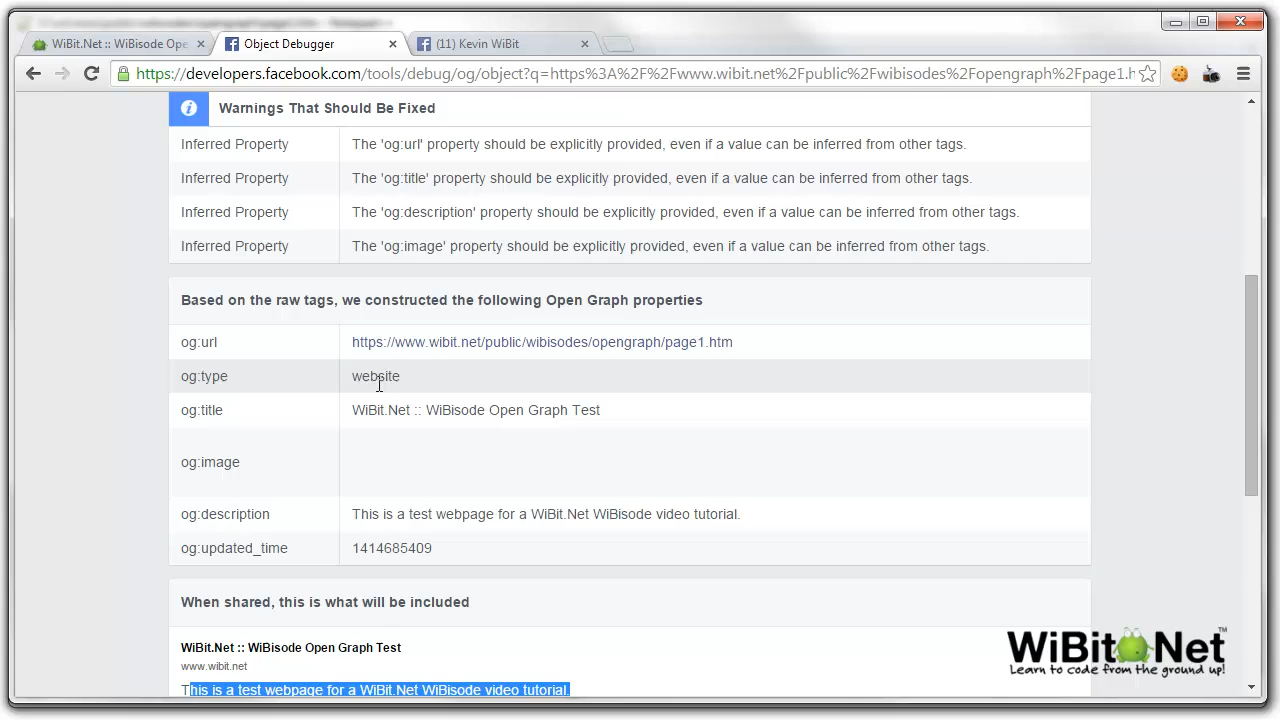 WiBit.Net :: WiBisode Ope
Object Debugger
(11) Kevin WiBit
https://developers.facebook.com/tools/debug/og/object?q=https%3A%2F%2Fwww.wibit.net%2Fpublic%2Fwibisodes%2Fopengraph%2Fpage1.h
Warnings That Should Be Fixed
Inferred Property The 'og:url' property should be explicitly provided, even if a value can be inferred from other tags.
Inferred Property The 'og:title' property should be explicitly provided, even if a value can be inferred from other tags.
Inferred Property The 'og:description' property should be explicitly provided, even if a value can be inferred from other tags.
Inferred Property The 'og:image' property should be explicitly provided, even if a value can be inferred from other tags.
Based on the raw tags, we constructed the following Open Graph properties
og:url https://www.wibit.net/public/wibisodes/opengraph/page1.htm
og:type website
og:title WiBit.Net :: WiBisode Open Graph Test
og:image
og:description This is a test webpage for a WiBit.Net WiBisode video tutorial.
og:updated_time 1414685409
When shared, this is what will be included
WiBit.Net :: WiBisode Open Graph Test
www.wibit.net
This is a test webpage for a WiBit.Net WiBisode video tutorial.
WiBit Net ™
Learn to code from the ground up!